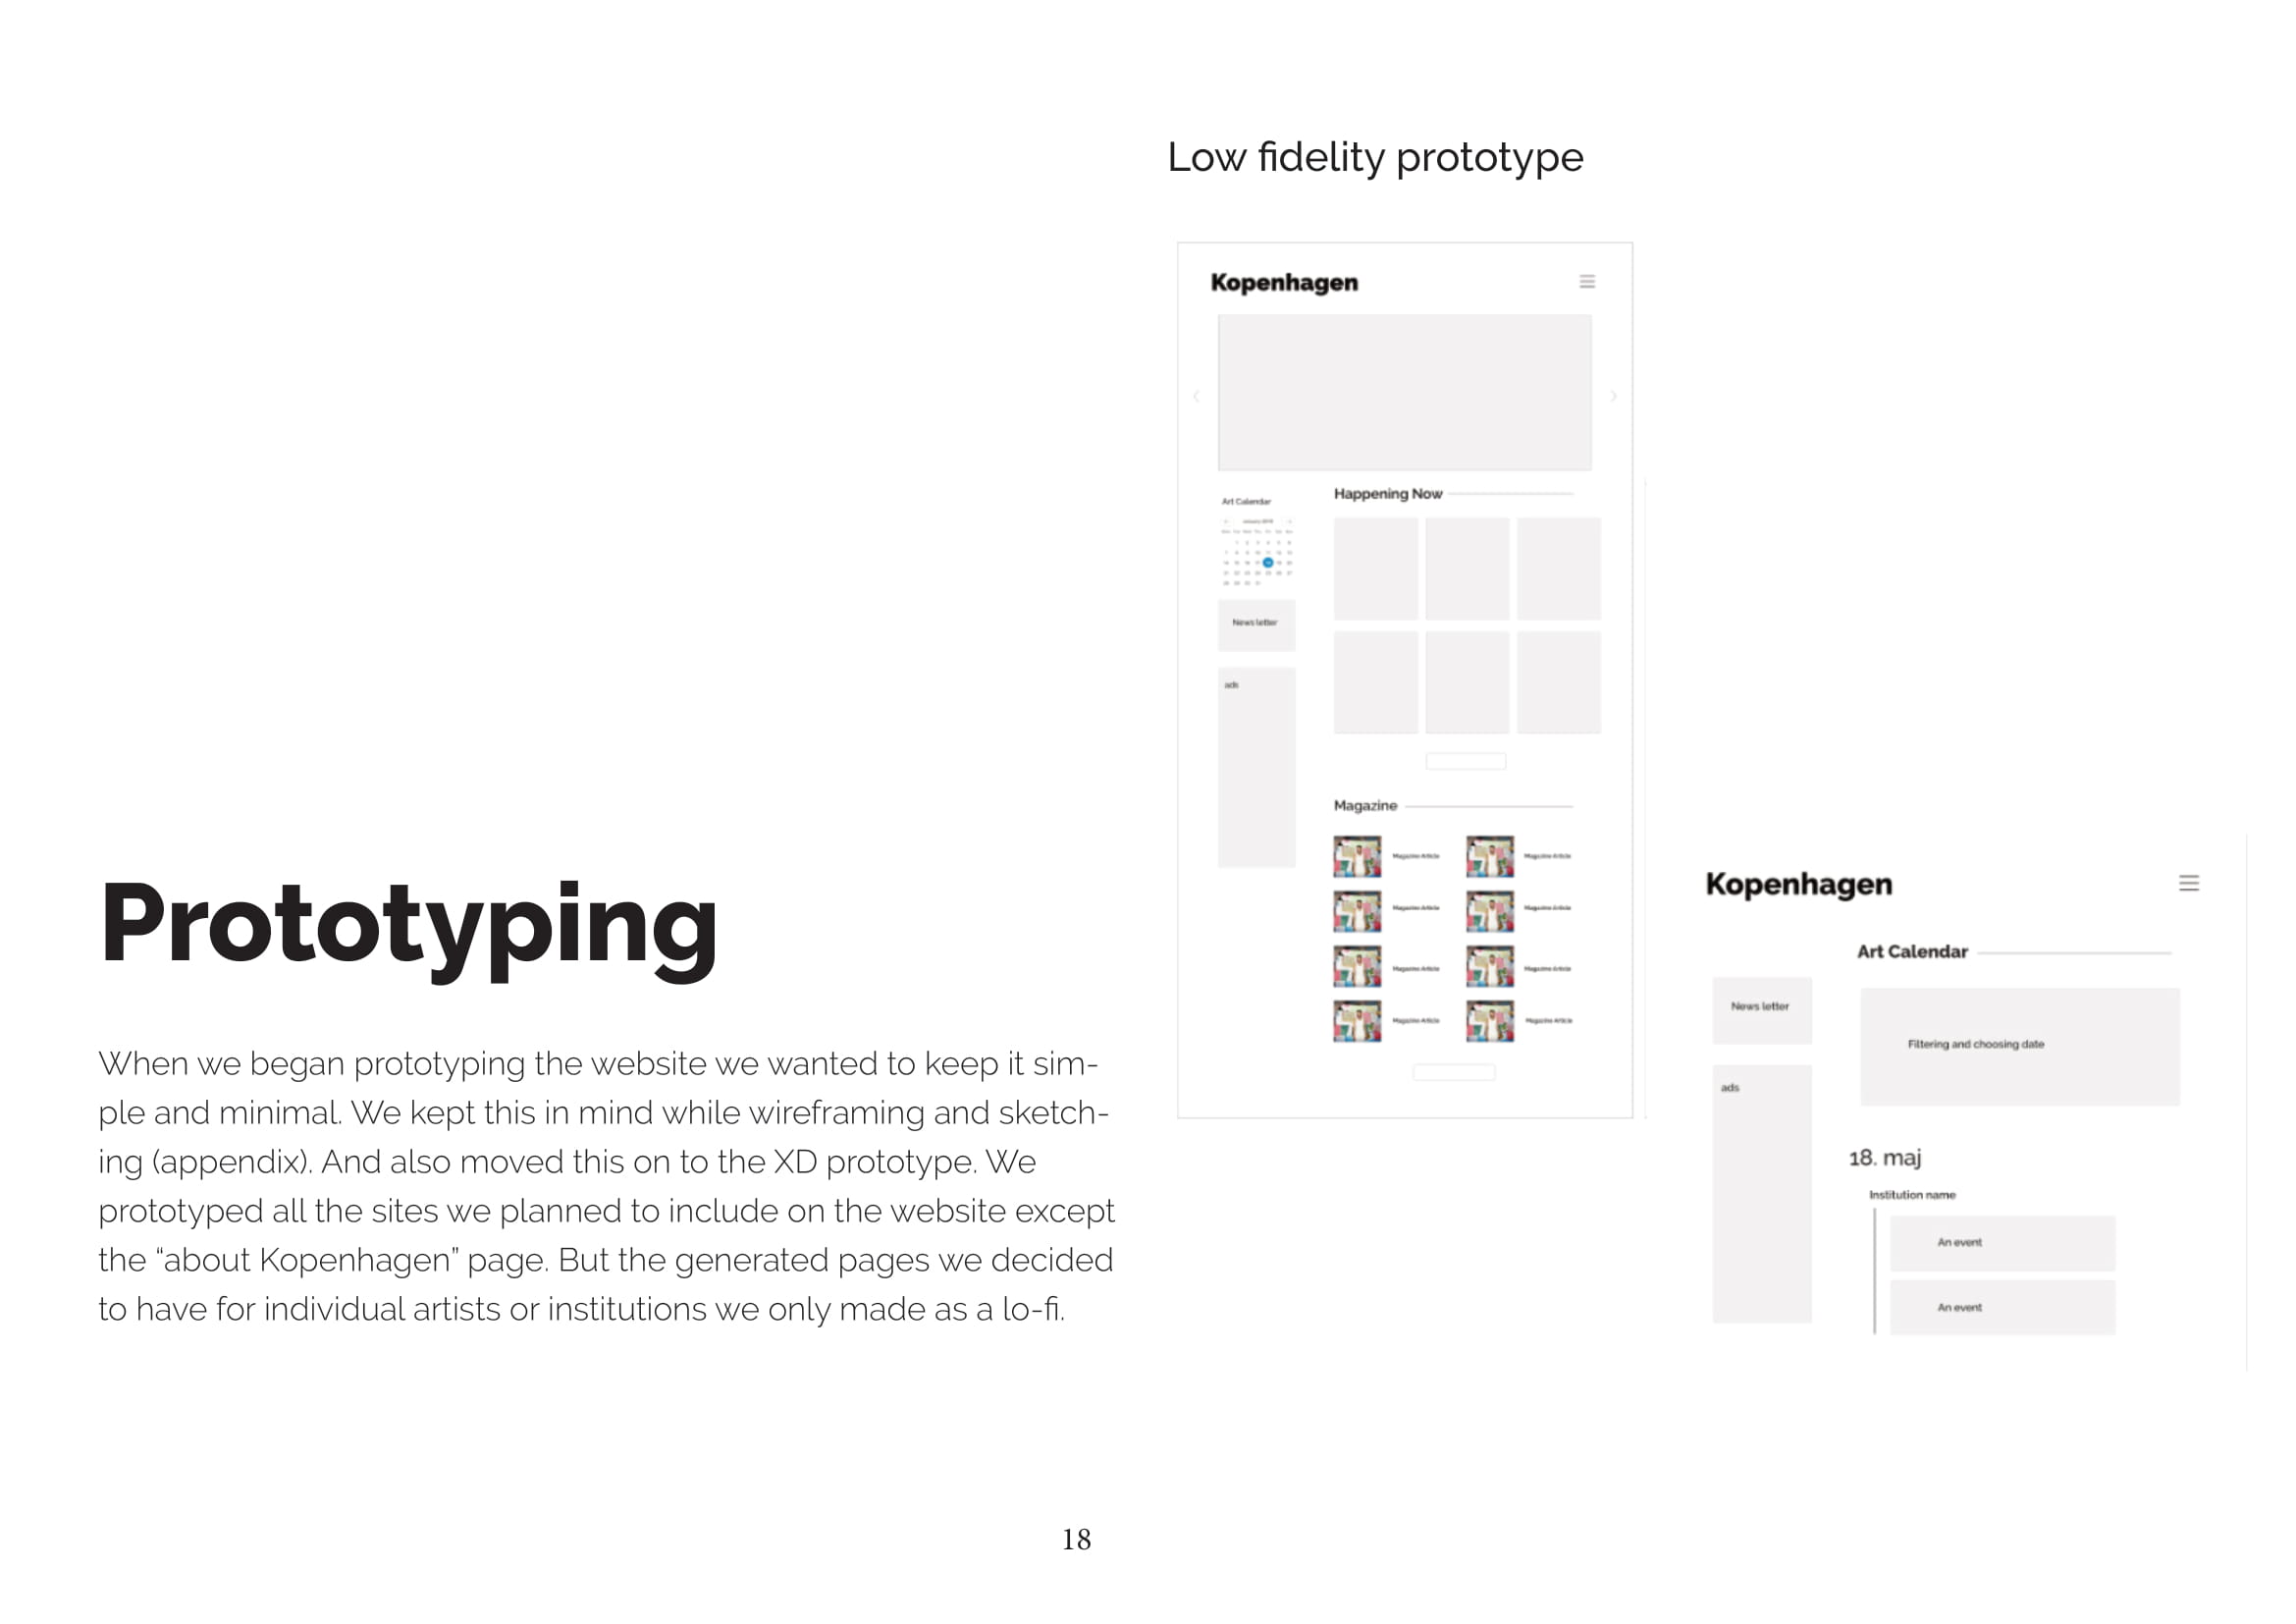 Low fidelity prototype
Kopenhagen
Art Calendar
News letter
ads
Happening Now
Magazine
Magazine Article
Magazine Article
Magazine Article
Magazine Article
Magazine Article
Magazine Article
Magazine Article
Magazine Article
Prototyping
When we began prototyping the website we wanted to keep it sim-
ple and minimal. We kept this in mind while wireframing and sketch-
ing (appendix). And also moved this on to the XD prototype. We
prototyped all the sites we planned to include on the website except
the “about Kopenhagen” page. But the generated pages we decided
to have for individual artists or institutions we only made as a lo-fi.
Kopenhagen
Art Calendar
News letter
ads
Filtering and choosing date
18. maj
Institution name
An event
An event
18